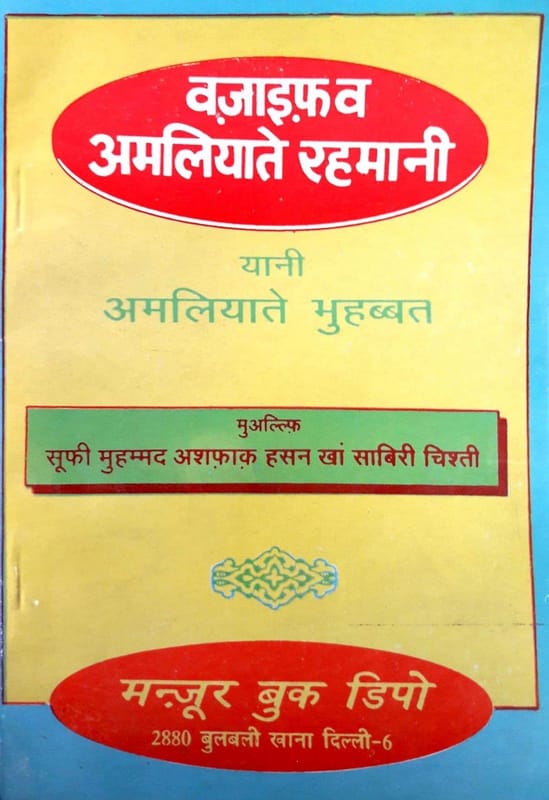 वज़ाइफ़ व
अमलियाते रहमानी
यानी
अमलियाते भुहब्बत
मुअल्लिफ़
सूफी मुहम्मद अशफ़ाक़ हसन खां साबिरी चिश्ती
मन्ज़ूर बुक डिपो
2880 बुलबली खाना दिल्ली-6